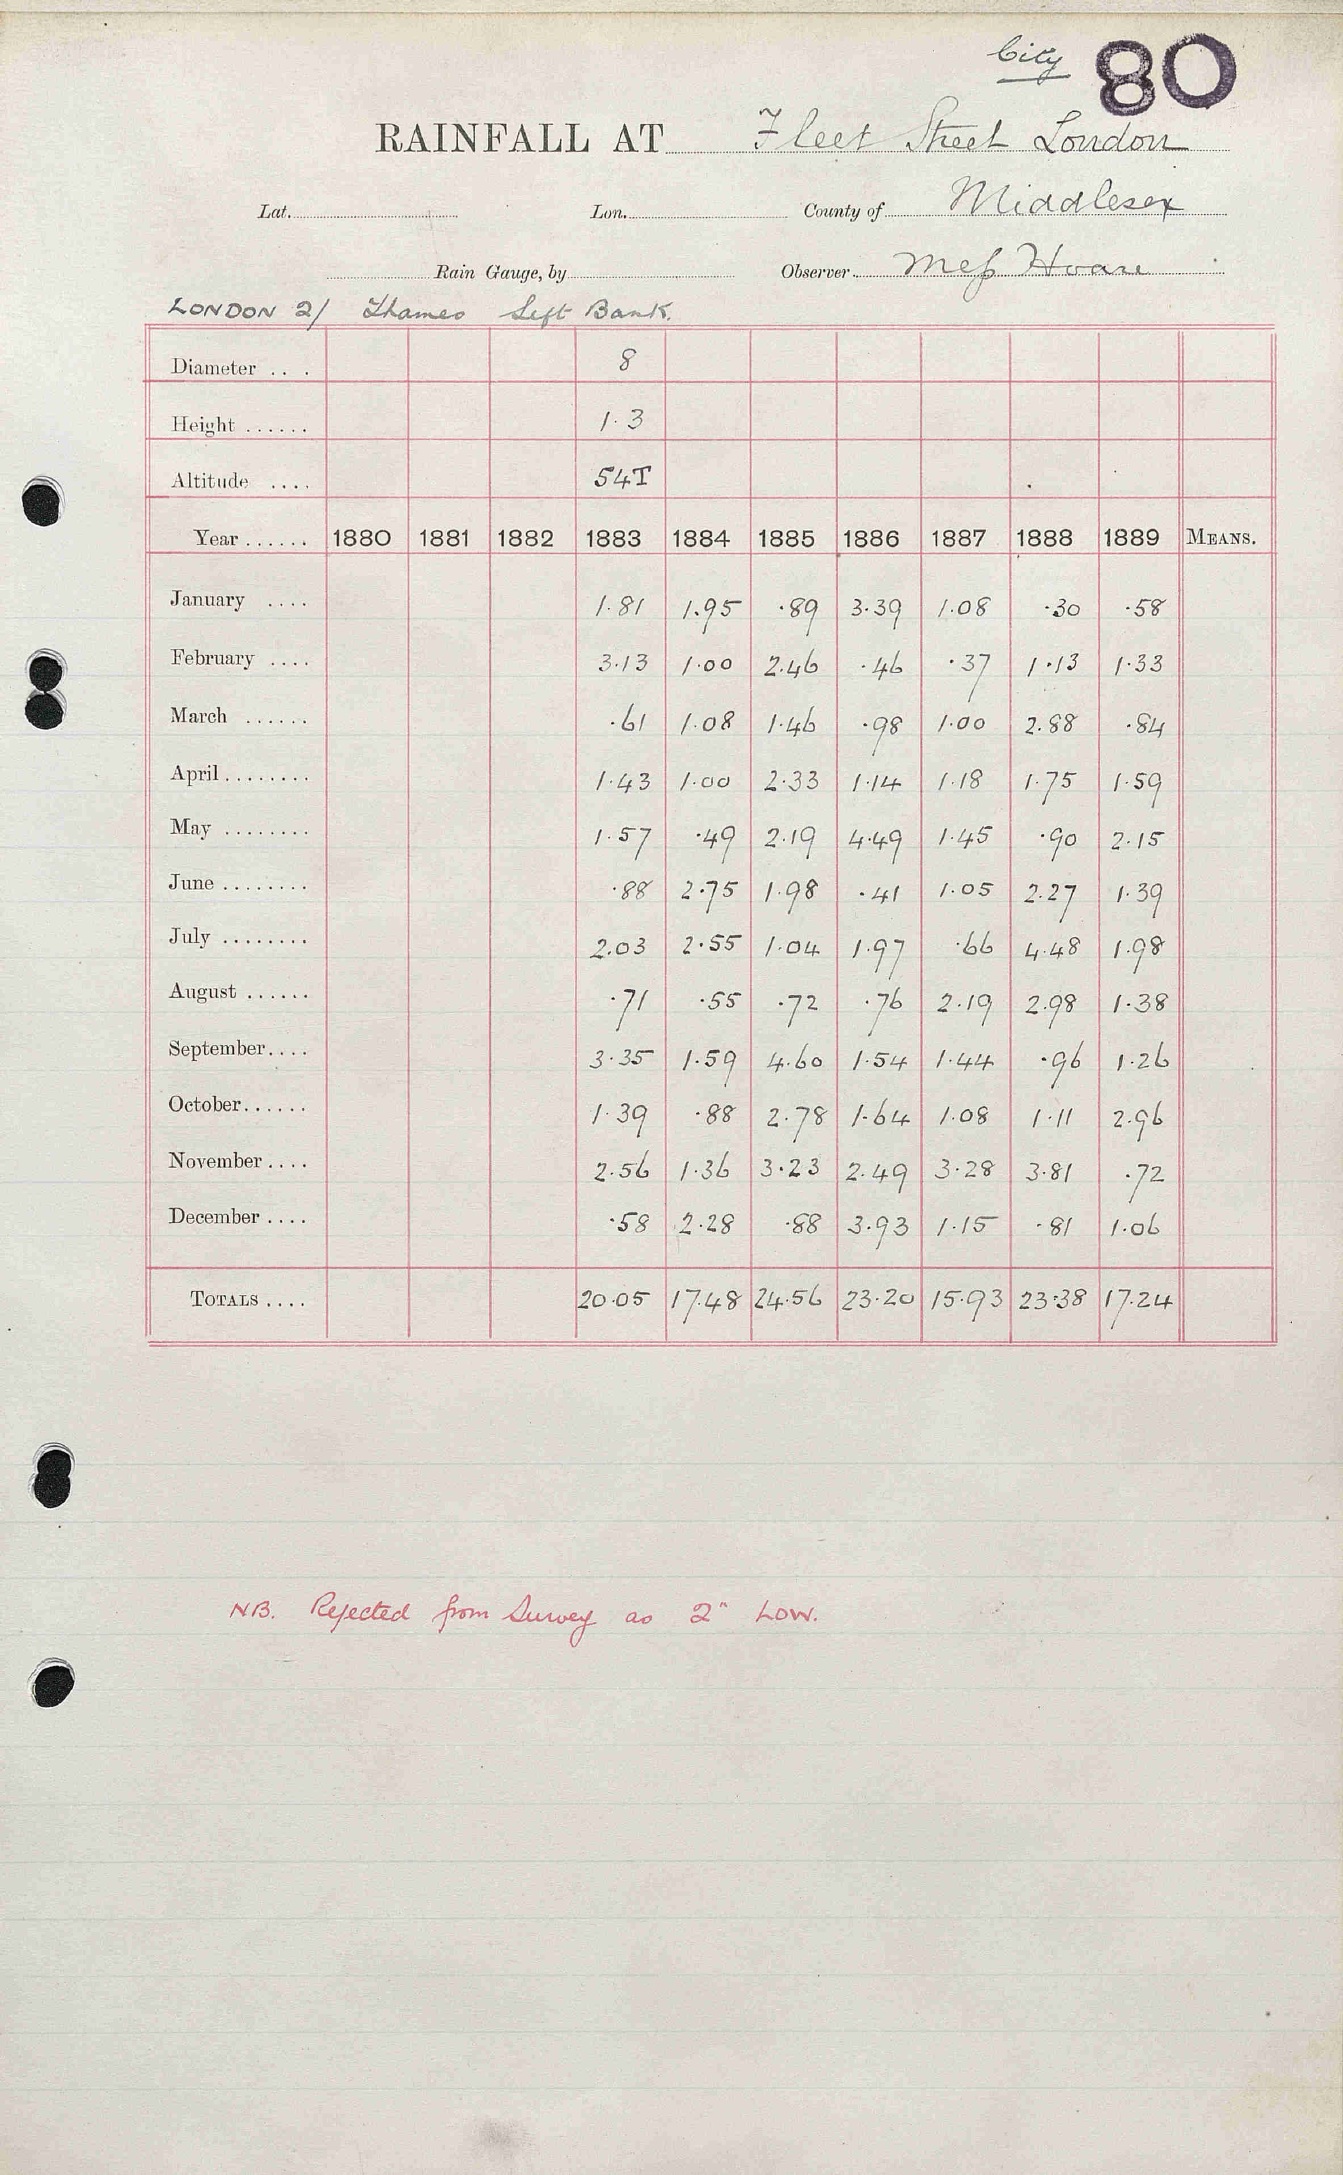 City 80
RAINFALL AT Fleet Street London
Lat. Lon. County of Middlesex
Rain Gauge, by Observer. Mess Hoare
LONDON 2/ Thames Left Bank.
Diameter . . . 8
Height ...... 1.3
Altitude .... 54T
Year ...... 1880 1881 1882 1883 1884 1885 1886 1887 1888 1889 MEANS.
January .... 1.81 1.95 .89 3.39 1.08 .30 .58
February .... 3.13 1.00 2.46 .46 .37 1.13 1.33
March ...... .61 1.08 1.46 .98 1.00 2.88 .84
April ........ 1.43 1.00 2.33 1.14 1.18 1.75 1.59
May ........ 1.57 .49 2.19 4.49 1.45 .90 2.15
June ........ .88 2.75 1.98 .41 1.05 2.27 1.39
July ........ 2.03 2.55 1.04 1.97 .66 4.48 1.98
August ...... .71 .55 .72 .76 2.19 2.98 1.38
September.... 3.35 1.59 4.60 1.54 1.44 .96 1.26
October...... 1.39 .88 2.78 1.64 1.08 1.11 2.96
November .... 2.56 1.36 3.23 2.49 3.28 3.81 .72
December .... .58 2.28 .88 3.93 1.15 .81 1.06
TOTALS .... 20.05 17.48 24.56 23.20 15.93 23.38 17.24
NB. Rejected from Survey as 2" LOW.